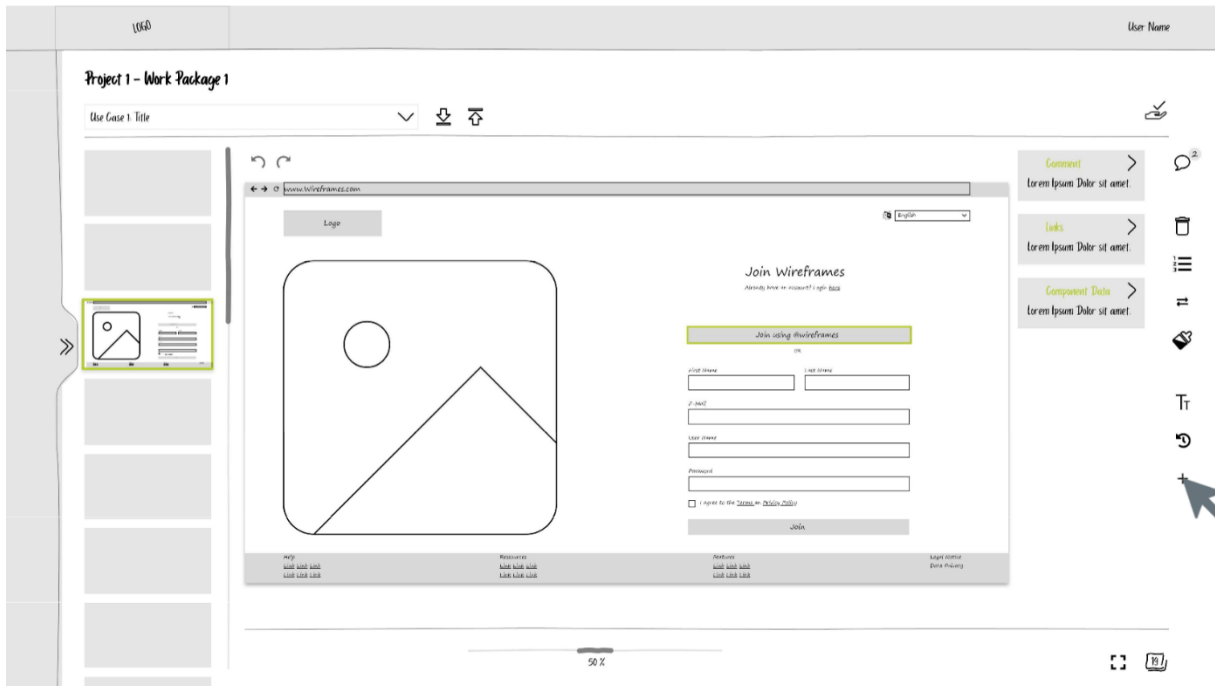 LOGO
User Name
Project 1 - Work Package 1
Use Case 1: Title
2
www.Wireframes.com
Comment
Lorem Ipsum Dolor sit amet.
Logo
English
Links
Lorem Ipsum Dolor sit amet.
Join Wireframes
Already have an account? Login here
Component Data
Lorem Ipsum Dolor sit amet.
Join using @wireframes
OR
First Name
Last Name
E-Mail
User Name
Password
I agree to the Terms on Privacy Policy
Join
Help
Link Link Link
Link Link Link
Resources
Link Link Link
Link Link Link
Features
Link Link Link
Link Link Link
Legal Notice
Data Privacy
50 %
19